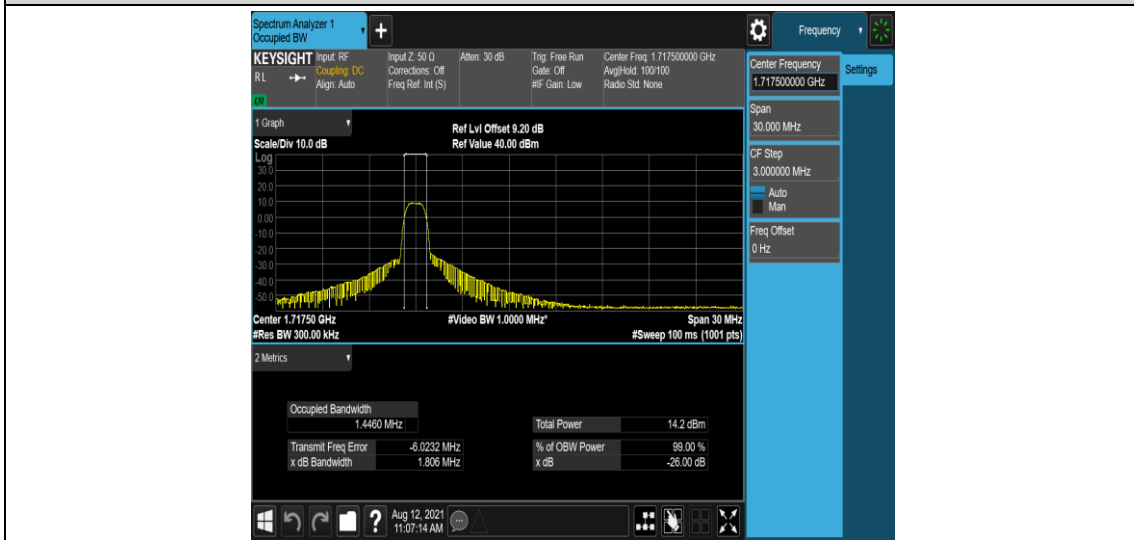 Spectrum Analyzer 1
Occupied BW
Frequency
KEYSIGHT
RL
Input: RF
Coupling: DC
Align: Auto
Input Z: 50 Ω
Corrections: Off
Freq Ref: Int (S)
Atten: 30 dB
Trig: Free Run
Gate: Off
#IF Gain: Low
Center Freq: 1.717500000 GHz
Avg|Hold: 100/100
Radio Std: None
1 Graph
Scale/Div 10.0 dB
Ref Lvl Offset 9.20 dB
Ref Value 40.00 dBm
Log
30.0
20.0
10.0
0.00
-10.0
-20.0
-30.0
-40.0
-50.0
Center 1.71750 GHz
#Res BW 300.00 kHz
#Video BW 1.0000 MHz*
Span 30 MHz
#Sweep 100 ms (1001 pts)
2 Metrics
Occupied Bandwidth
1.4460 MHz
Transmit Freq Error -6.0232 MHz
x dB Bandwidth 1.806 MHz
Total Power 14.2 dBm
% of OBW Power 99.00 %
x dB -26.00 dB
Aug 12, 2021
11:07:14 AM
Center Frequency
1.717500000 GHz
Settings
Span
30.000 MHz
CF Step
3.000000 MHz
Auto
Man
Freq Offset
0 Hz